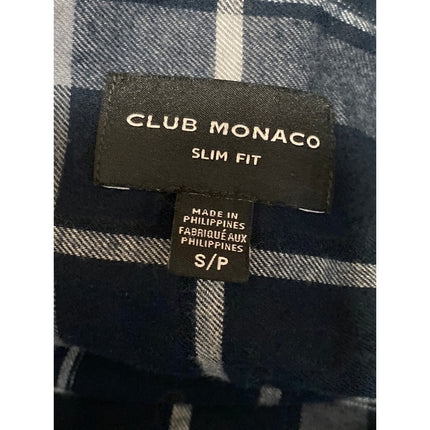 CLUB MONACO
SLIM FIT
MADE IN
PHILIPPINES
FABRIQUÉ AUX
PHILIPPINES
S/P